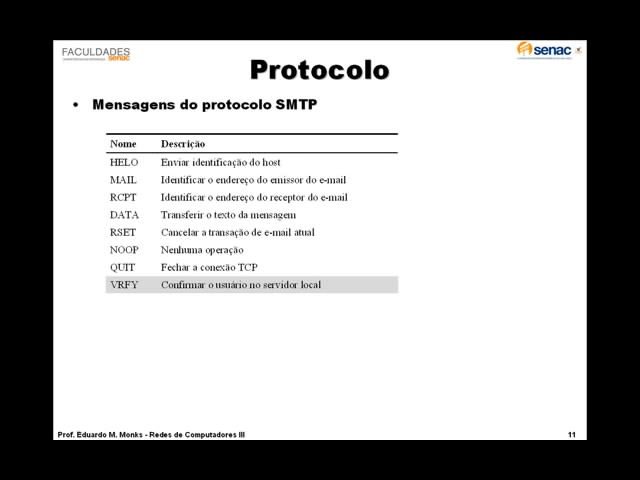 FACULDADES
senac
senac
Protocolo
• Mensagens do protocolo SMTP
Nome Descrição
HELO Enviar identificação do host
MAIL Identificar o endereço do emissor do e-mail
RCPT Identificar o endereço do receptor do e-mail
DATA Transferir o texto da mensagem
RSET Cancelar a transação de e-mail atual
NOOP Nenhuma operação
QUIT Fechar a conexão TCP
VRFY Confirmar o usuário no servidor local
Prof. Eduardo M. Monks - Redes de Computadores III 11